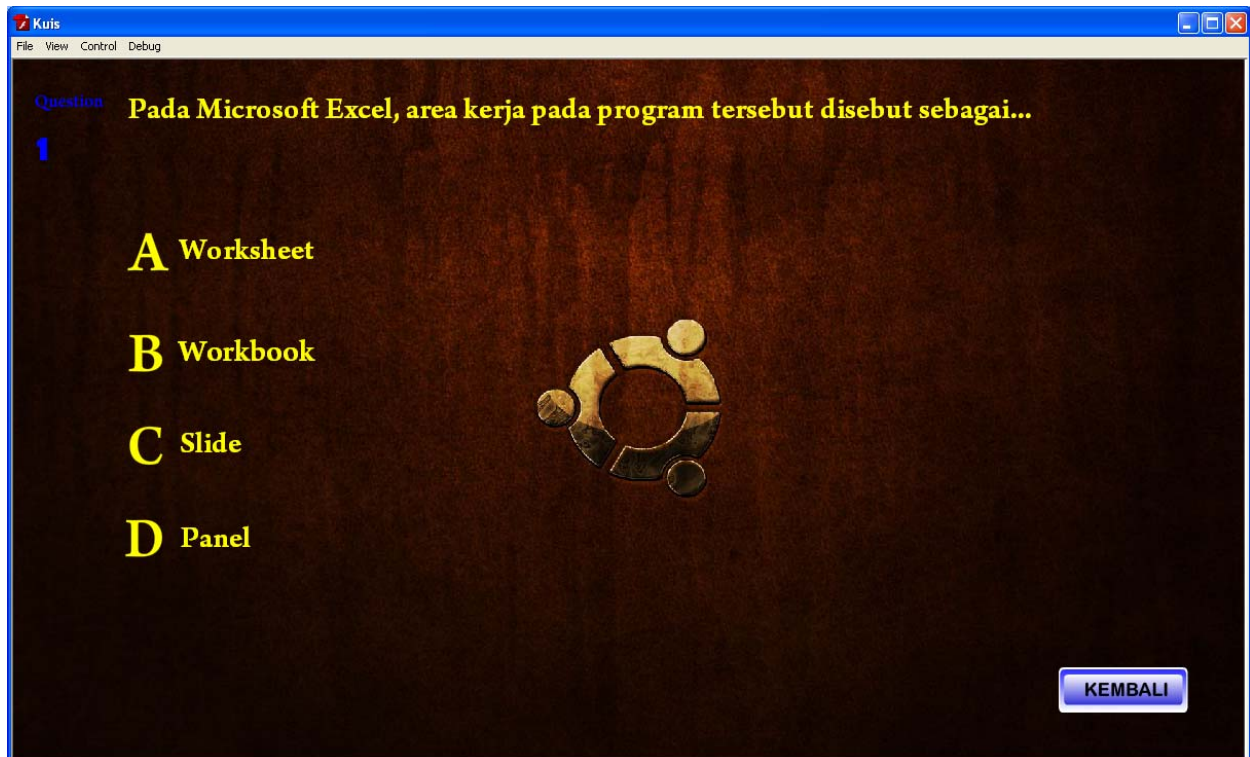 Kuis
File View Control Debug
Question
Pada Microsoft Excel, area kerja pada program tersebut disebut sebagai...
1
A Worksheet
B Workbook
C Slide
D Panel
KEMBALI